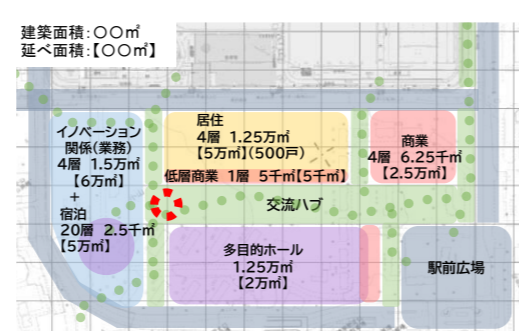 建築面積：〇〇㎡
延べ面積：【〇〇㎡】
イノベーション
関係(業務)
4層 1.5万㎡
【6万㎡】
+
宿泊
20層 2.5千㎡
【5万㎡】
居住
4層 1.25万㎡
【5万㎡】(500戸)
低層商業 1層 5千㎡【5千㎡】
商業
4層 6.25千㎡
【2.5万㎡】
交流ハブ
多目的ホール
1.25万㎡
【2万㎡】
駅前広場